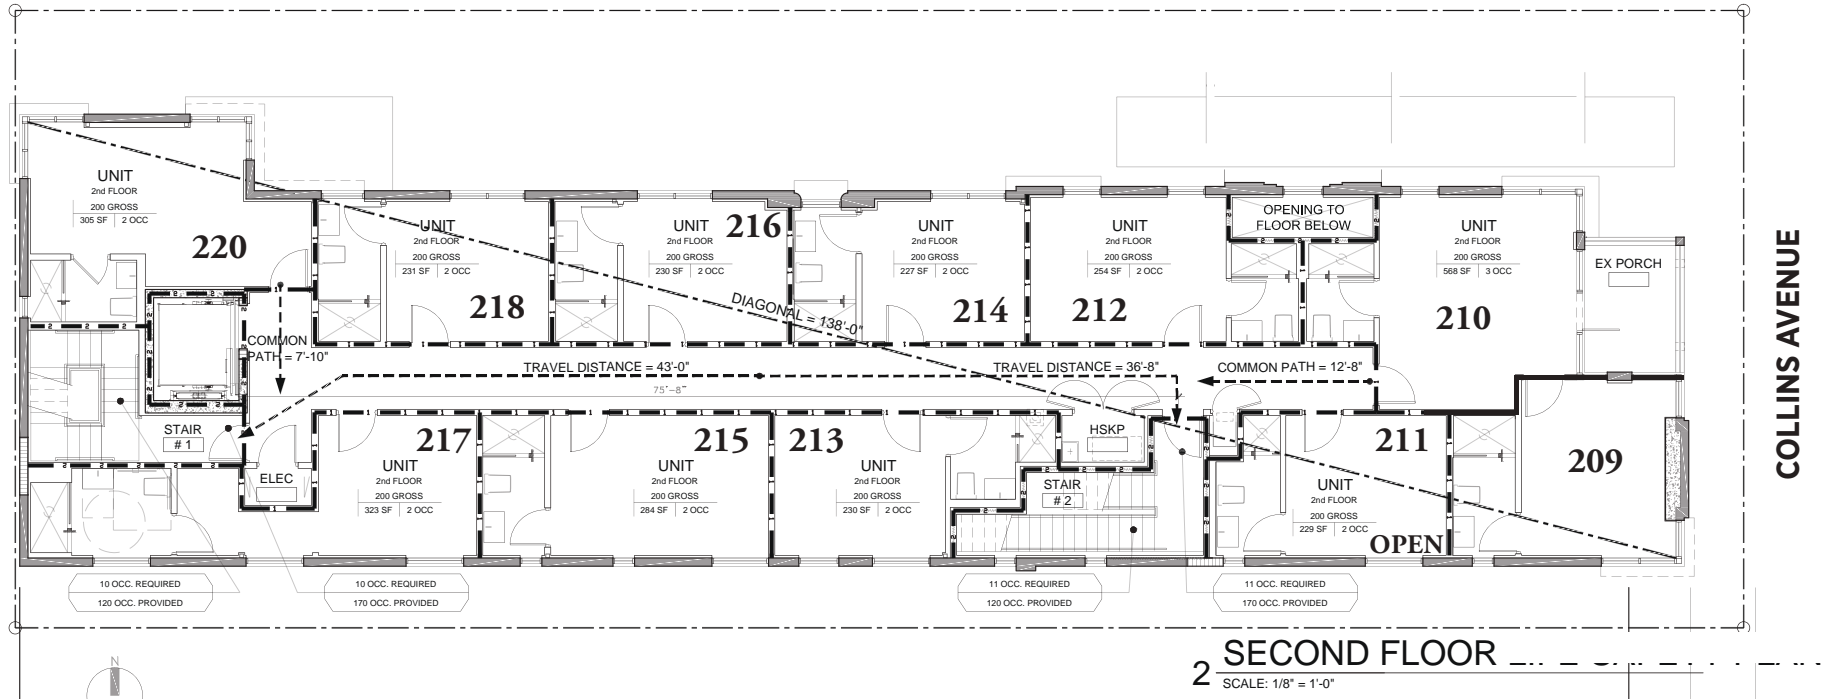 UNIT
2nd FLOOR
200 GROSS
305 SF 2 OCC
220
UNIT
2nd FLOOR
200 GROSS
231 SF 2 OCC
218
216
UNIT
2nd FLOOR
200 GROSS
230 SF 2 OCC
UNIT
2nd FLOOR
200 GROSS
227 SF 2 OCC
214
UNIT
2nd FLOOR
200 GROSS
254 SF 2 OCC
212
OPENING TO
FLOOR BELOW
UNIT
2nd FLOOR
200 GROSS
568 SF 3 OCC
210
EX PORCH
COLLINS AVENUE
DIAGONAL = 138'-0"
COMMON
PATH = 7'-10"
TRAVEL DISTANCE = 43'-0"
TRAVEL DISTANCE = 36'-8"
COMMON PATH = 12'-8"
75'-8"
STAIR
# 1
ELEC
217
UNIT
2nd FLOOR
200 GROSS
323 SF 2 OCC
215
UNIT
2nd FLOOR
200 GROSS
284 SF 2 OCC
213
UNIT
2nd FLOOR
200 GROSS
230 SF 2 OCC
HSKP
STAIR
# 2
211
UNIT
2nd FLOOR
200 GROSS
229 SF 2 OCC
OPEN
209
10 OCC. REQUIRED
120 OCC. PROVIDED
10 OCC. REQUIRED
170 OCC. PROVIDED
11 OCC. REQUIRED
120 OCC. PROVIDED
11 OCC. REQUIRED
170 OCC. PROVIDED
N
2 SECOND FLOOR
SCALE: 1/8" = 1'-0"